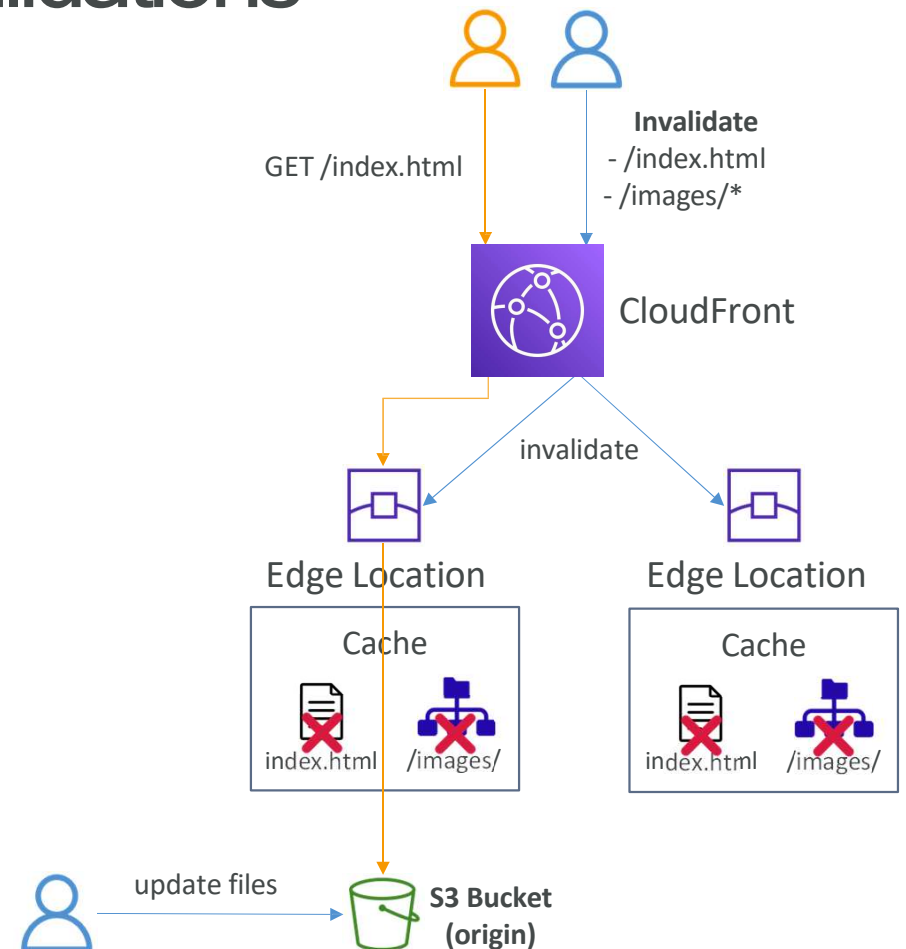 Invalidate
GET /index.html
- /index.html
- /images/*
CloudFront
invalidate
Edge Location
Edge Location
Cache
Cache
index.html
/images/
index.html
/images/
update files
S3 Bucket
(origin)